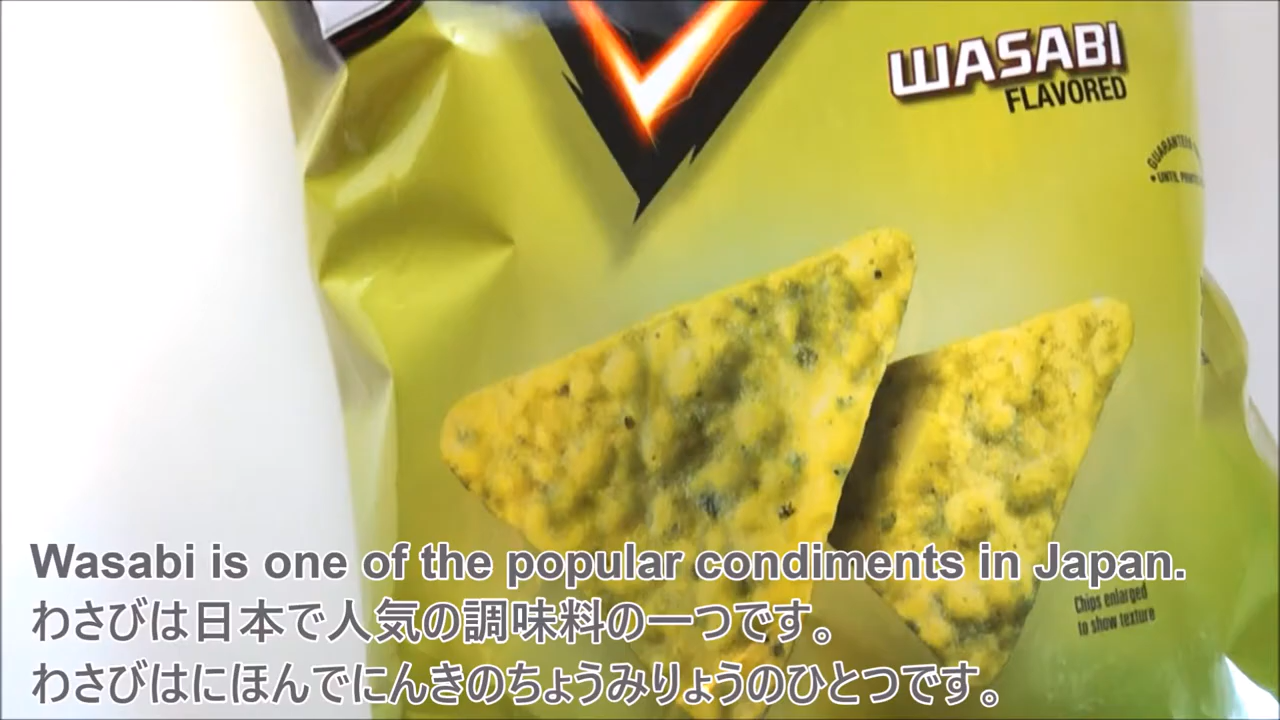 WASABI
FLAVORED
GUARANTEED
• UNTIL
Chips enlarged
to show texture
Wasabi is one of the popular condiments in Japan.
わさびは日本で人気の調味料の一つです。
わさびはにほんでにんきのちょうみりょうのひとつです。